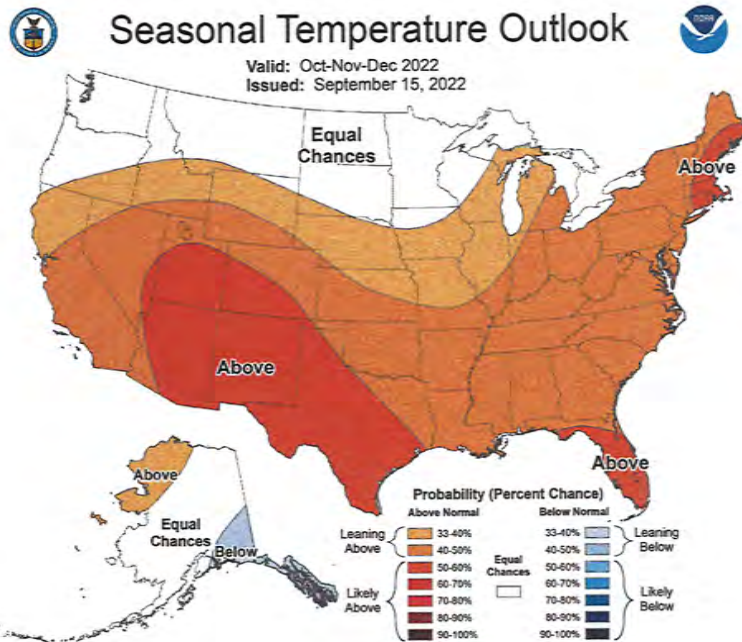 Seasonal Temperature Outlook
NOAA
Valid: Oct-Nov-Dec 2022
Issued: September 15, 2022
Equal
Chances
Above
Above
Above
Above
Equal
Chances
Below
Probability (Percent Chance)
Above Normal
Below Normal
Leaning
Above
33-40%
40-50%
Likely
Above
50-60%
60-70%
70-80%
80-90%
90-100%
Equal
Chances
33-40%
40-50%
Leaning
Below
50-60%
60-70%
70-80%
80-90%
90-100%
Likely
Below